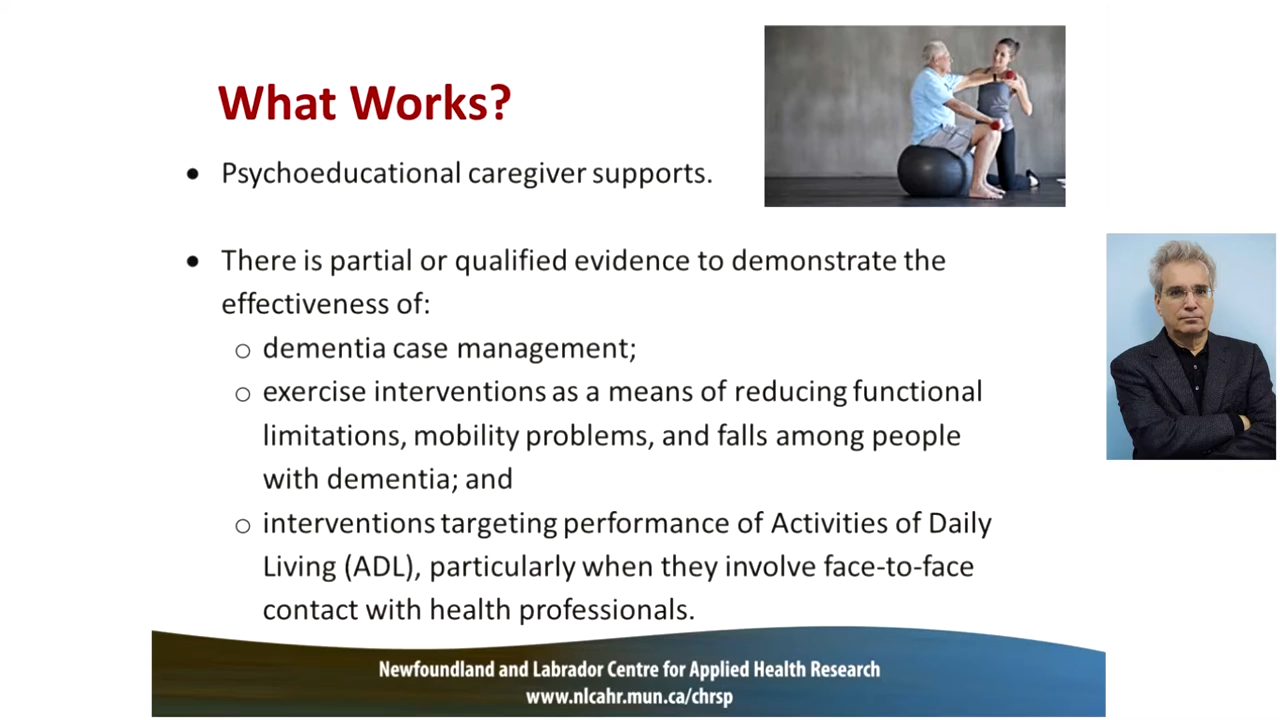 What Works?
• Psychoeducational caregiver supports.
• There is partial or qualified evidence to demonstrate the
effectiveness of:
○ dementia case management;
○ exercise interventions as a means of reducing functional
limitations, mobility problems, and falls among people
with dementia; and
○ interventions targeting performance of Activities of Daily
Living (ADL), particularly when they involve face-to-face
contact with health professionals.
Newfoundland and Labrador Centre for Applied Health Research
www.nlcahr.mun.ca/chrsp